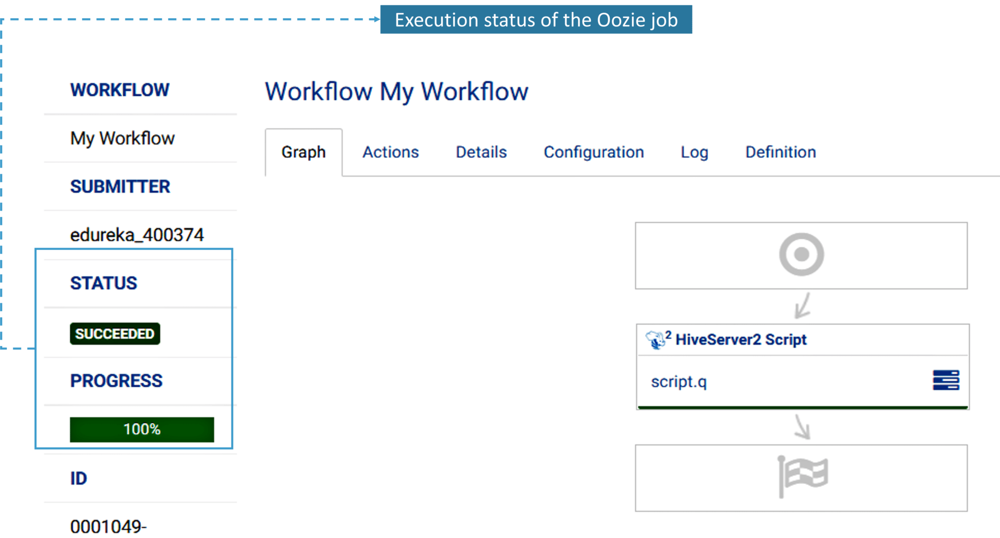 Execution status of the Oozie job
WORKFLOW
My Workflow
SUBMITTER
edureka_400374
STATUS
SUCCEEDED
PROGRESS
100%
ID
0001049-
Workflow My Workflow
Graph Actions Details Configuration Log Definition
2 HiveServer2 Script
script.q